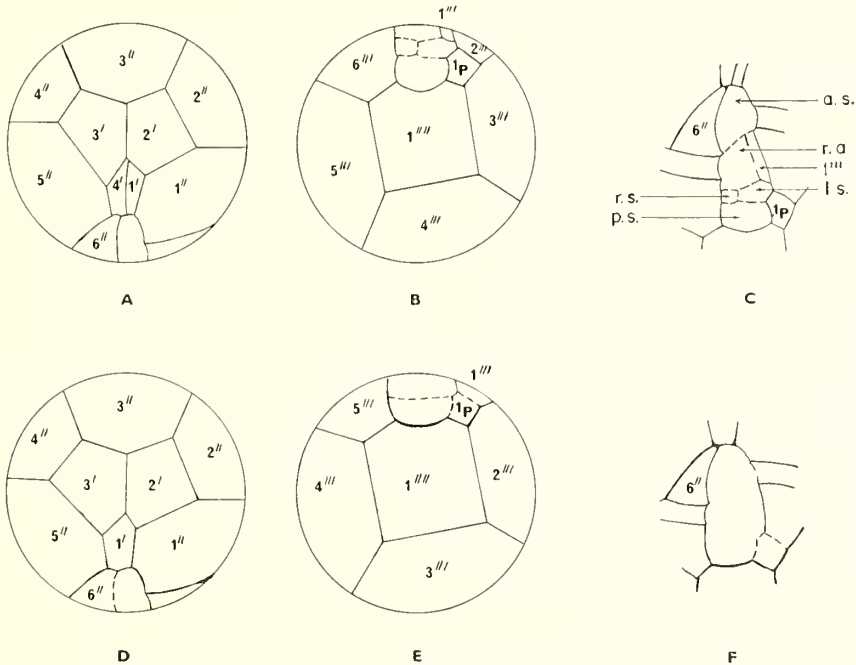 3′′
4′′
2′′
3′
2′
5′′
4′
1′
1′′
6′′
A
1′′′
2′′′
6′′′
1p
1′′′′
3′′′
5′′′
4′′′
B
a. s.
6′′
r. a
1′′′
l s.
r. s.
p. s.
1p
C
3′′
4′′
2′′
3′
2′
5′′
1′
1′′
6′′
D
1′′′
5′′′
1p
4′′′
1′′′′
2′′′
3′′′
E
6′′
F